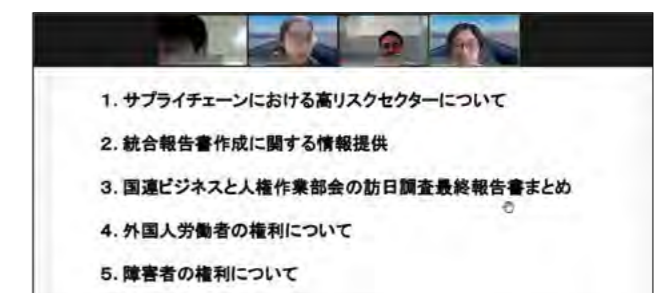 1. サプライチェーンにおける高リスクセクターについて
2. 統合報告書作成に関する情報提供
3. 国連ビジネスと人権作業部会の訪日調査最終報告書まとめ
4. 外国人労働者の権利について
5. 障害者の権利について